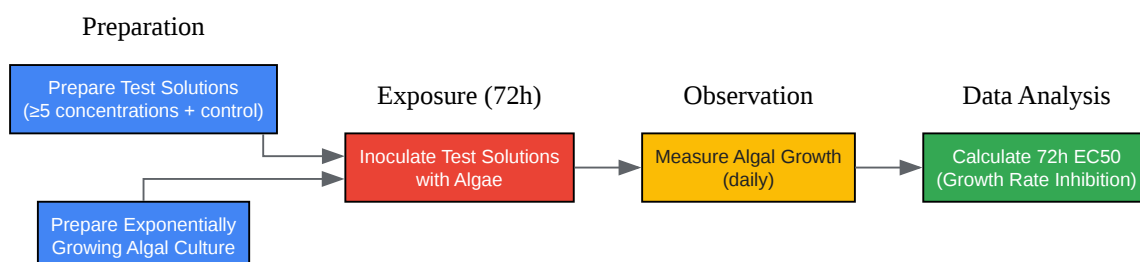 Preparation
Prepare Test Solutions
(≥5 concentrations + control)
Prepare Exponentially
Growing Algal Culture
Exposure (72h)
Inoculate Test Solutions
with Algae
Observation
Measure Algal Growth
(daily)
Data Analysis
Calculate 72h EC50
(Growth Rate Inhibition)